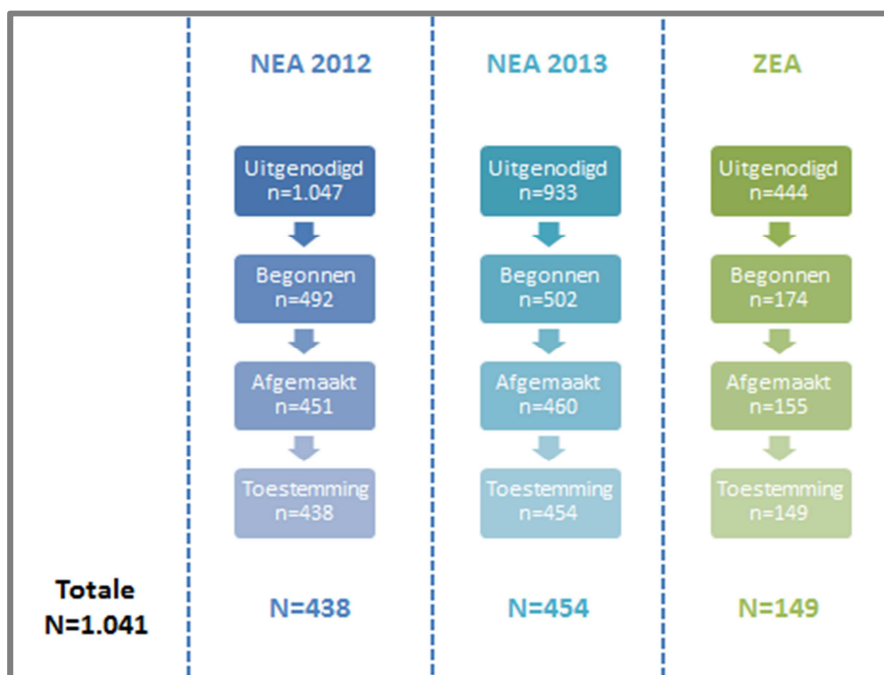 NEA 2012
NEA 2013
ZEA
Uitgenodigd
n=1.047
Uitgenodigd
n=933
Uitgenodigd
n=444
Begonnen
n=492
Begonnen
n=502
Begonnen
n=174
Afgemaakt
n=451
Afgemaakt
n=460
Afgemaakt
n=155
Toestemming
n=438
Toestemming
n=454
Toestemming
n=149
Totale
N=1.041
N=438
N=454
N=149